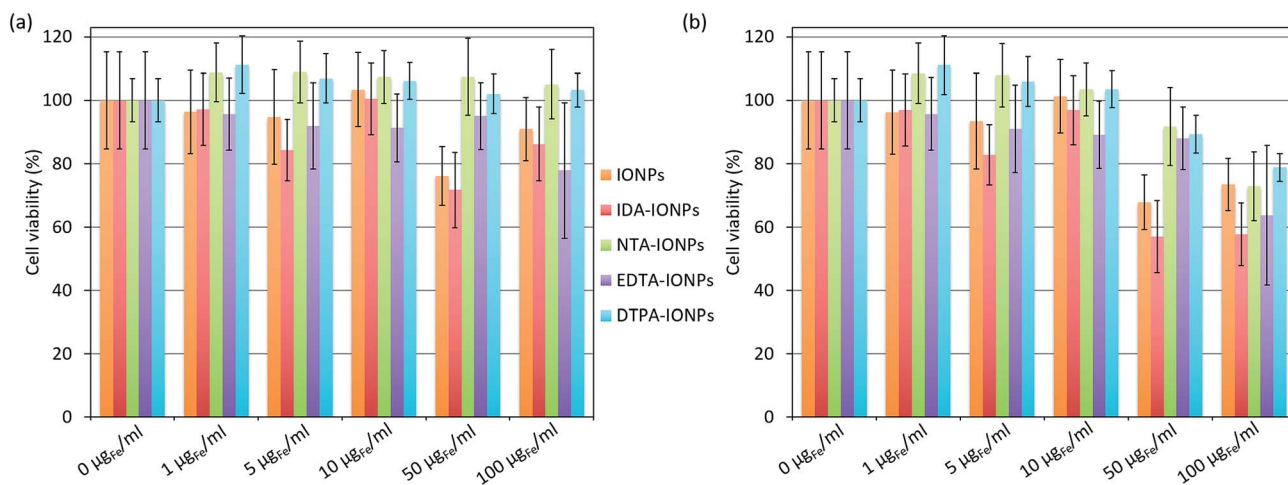 (a)
Cell viability (%)
120
100
80
60
40
20
0
0 μgFe/ml
1 μgFe/ml
5 μgFe/ml
10 μgFe/ml
50 μgFe/ml
100 μgFe/ml
IONPs
IDA-IONPs
NTA-IONPs
EDTA-IONPs
DTPA-IONPs
(b)
Cell viability (%)
120
100
80
60
40
20
0
0 μgFe/ml
1 μgFe/ml
5 μgFe/ml
10 μgFe/ml
50 μgFe/ml
100 μgFe/ml